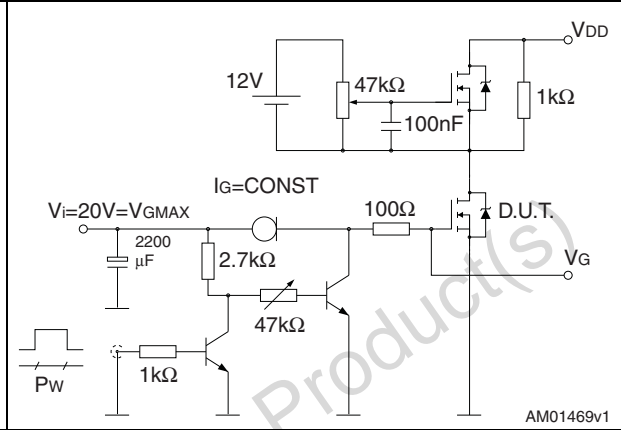 VDD
12V
47kΩ
1kΩ
100nF
IG=CONST
Vi=20V=VGMAX
100Ω
D.U.T.
2200
μF
2.7kΩ
VG
47kΩ
1kΩ
PW
Product(s)
AM01469v1